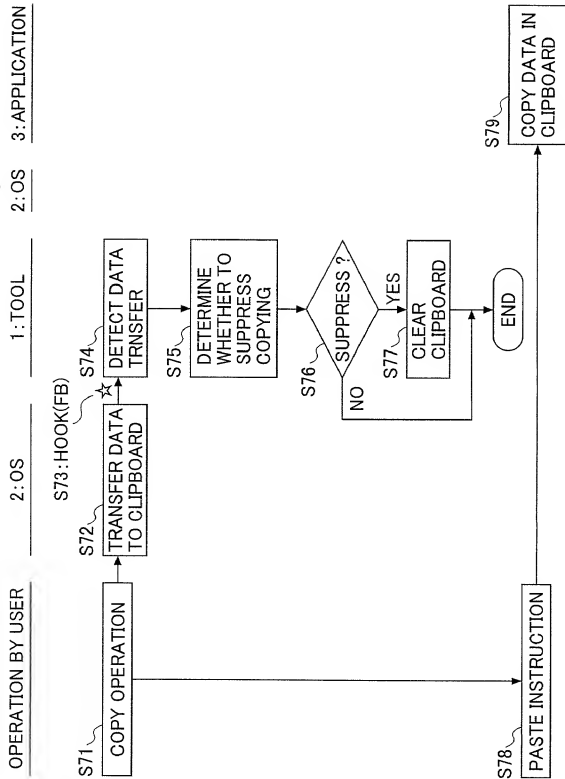 OPERATION BY USER
2:OS
1:TOOL
2:OS
3:APPLICATION
S73:HOOK(FB)
S71
COPY OPERATION
S72
TRANSFER DATA
TO CLIPBOARD
S74
DETECT DATA
TRNSFER
S75
DETERMINE
WHETHER TO
SUPPRESS
COPYING
S76
SUPPRESS ?
NO
YES
S77
CLEAR
CLIPBOARD
END
S78
PASTE INSTRUCTION
S79
COPY DATA IN
CLIPBOARD